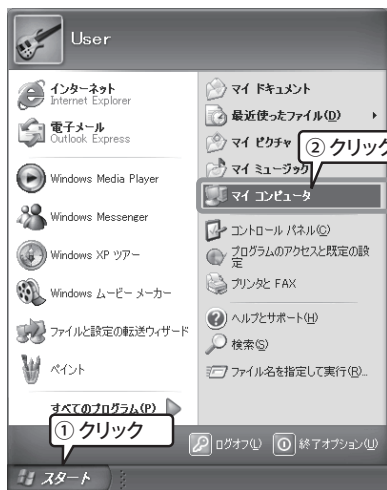 User
インターネット
Internet Explorer
電子メール
Outlook Express
Windows Media Player
Windows Messenger
Windows XP ツアー
Windows ムービー メーカー
ファイルと設定の転送ウィザード
ペイント
すべてのプログラム(P)
① クリック
マイ ドキュメント
最近使ったファイル(D)
マイ ピクチャ
② クリック
マイ ミュージック
マイ コンピュータ
コントロール パネル(C)
プログラムのアクセスと既定の設
定
プリンタと FAX
ヘルプとサポート(H)
検索(S)
ファイル名を指定して実行(R)...
ログオフ(L)
終了オプション(U)
スタート